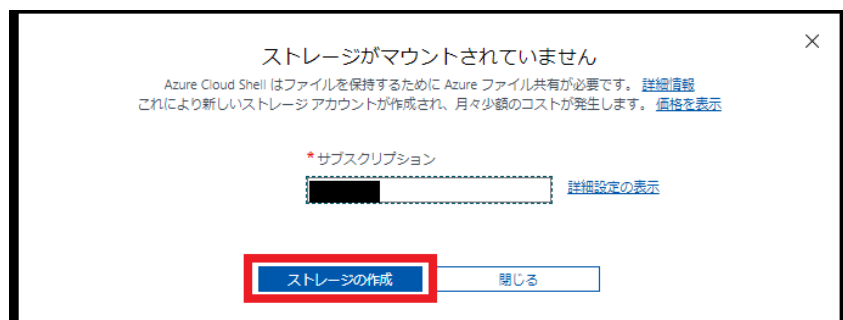 ストレージがマウントされていません
Azure Cloud Shell はファイルを保持するために Azure ファイル共有が必要です。 詳細情報
これにより新しいストレージ アカウントが作成され、月々少額のコストが発生します。 価格を表示
* サブスクリプション
詳細設定の表示
ストレージの作成
閉じる